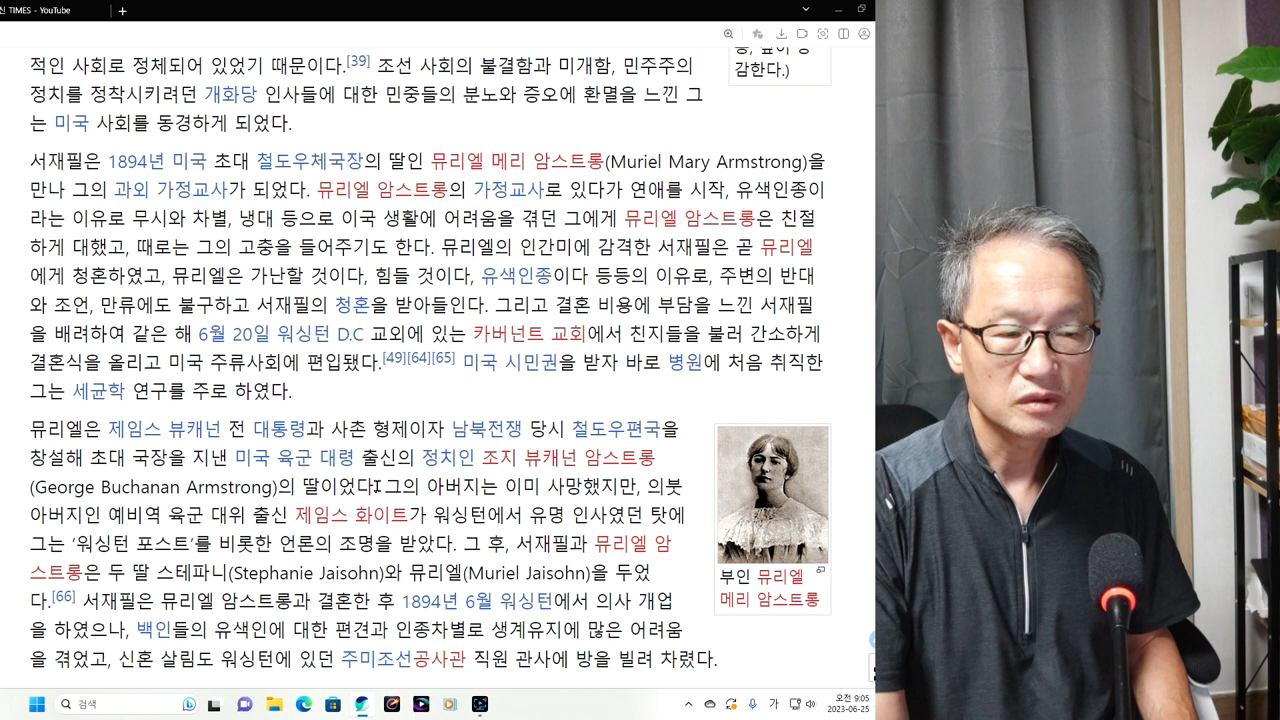 신 TIMES - YouTube
감한다.)
적인 사회로 정체되어 있었기 때문이다.[39] 조선 사회의 불결함과 미개함, 민주주의
정치를 정착시키려던 개화당 인사들에 대한 민중들의 분노와 증오에 환멸을 느낀 그
는 미국 사회를 동경하게 되었다.
서재필은 1894년 미국 초대 철도우체국장의 딸인 뮤리엘 메리 암스트롱(Muriel Mary Armstrong)을
만나 그의 과외 가정교사가 되었다. 뮤리엘 암스트롱의 가정교사로 있다가 연애를 시작, 유색인종이
라는 이유로 무시와 차별, 냉대 등으로 이국 생활에 어려움을 겪던 그에게 뮤리엘 암스트롱은 친절
하게 대했고, 때로는 그의 고충을 들어주기도 한다. 뮤리엘의 인간미에 감격한 서재필은 곧 뮤리엘
에게 청혼하였고, 뮤리엘은 가난할 것이다, 힘들 것이다, 유색인종이다 등등의 이유로, 주변의 반대
와 조언, 만류에도 불구하고 서재필의 청혼을 받아들인다. 그리고 결혼 비용에 부담을 느낀 서재필
을 배려하여 같은 해 6월 20일 워싱턴 D.C 교외에 있는 카버넌트 교회에서 친지들을 불러 간소하게
결혼식을 올리고 미국 주류사회에 편입됐다.[49][64][65] 미국 시민권을 받자 바로 병원에 처음 취직한
그는 세균학 연구를 주로 하였다.
뮤리엘은 제임스 뷰캐넌 전 대통령과 사촌 형제이자 남북전쟁 당시 철도우편국을
창설해 초대 국장을 지낸 미국 육군 대령 출신의 정치인 조지 뷰캐넌 암스트롱
(George Buchanan Armstrong)의 딸이었다. 그의 아버지는 이미 사망했지만, 의붓
아버지인 예비역 육군 대위 출신 제임스 화이트가 워싱턴에서 유명 인사였던 탓에
그는 '워싱턴 포스트'를 비롯한 언론의 조명을 받았다. 그 후, 서재필과 뮤리엘 암
스트롱은 두 딸 스테파니(Stephanie Jaisohn)와 뮤리엘(Muriel Jaisohn)을 두었
다.[66] 서재필은 뮤리엘 암스트롱과 결혼한 후 1894년 6월 워싱턴에서 의사 개업
을 하였으나, 백인들의 유색인에 대한 편견과 인종차별로 생계유지에 많은 어려움
을 겪었고, 신혼 살림도 워싱턴에 있던 주미조선공사관 직원 관사에 방을 빌려 차렸다.
부인 뮤리엘
메리 암스트롱
검색
가
오전 9:05
2023-06-25